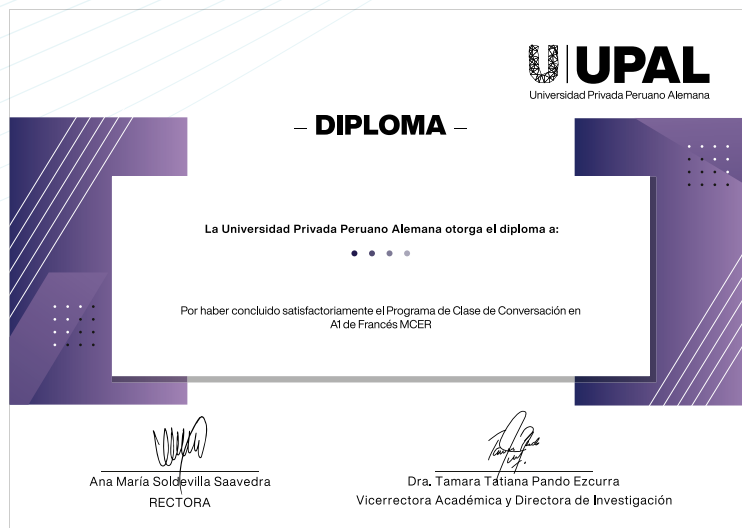 UPAL
Universidad Privada Peruano Alemana
– DIPLOMA –
La Universidad Privada Peruano Alemana otorga el diploma a:
Por haber concluido satisfactoriamente el Programa de Clase de Conversación en
A1 de Francés MCER
Ana María Soldevilla Saavedra
RECTORA
Dra. Tamara Tatiana Pando Ezcurra
Vicerrectora Académica y Directora de Investigación